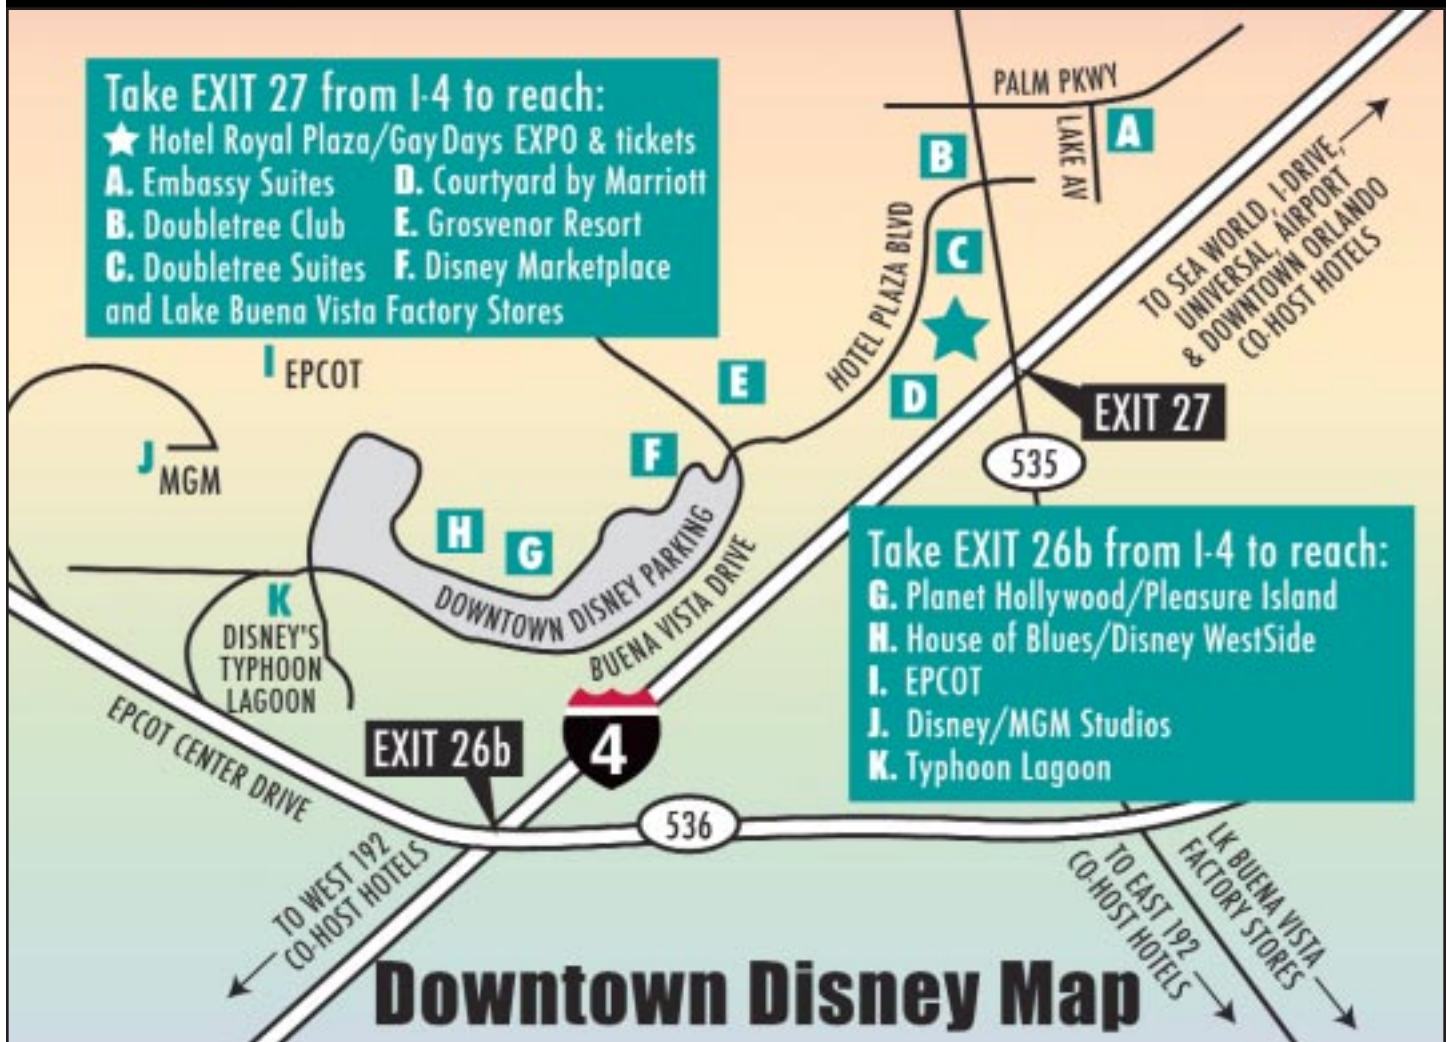 Take EXIT 27 from I-4 to reach:
Hotel Royal Plaza/Gay Days EXPO & tickets
A. Embassy Suites D. Courtyard by Marriott
B. Doubletree Club E. Grosvenor Resort
C. Doubletree Suites F. Disney Marketplace
and Lake Buena Vista Factory Stores
PALM PKWY
LAKE AV
A
B
C
HOTEL PLAZA BLVD
TO SEA WORLD, I-DRIVE,
UNIVERSAL, AIRPORT
& DOWNTOWN ORLANDO
CO-HOST HOTELS
I
EPCOT
E
D
EXIT 27
J
MGM
F
535
H
G
DOWNTOWN DISNEY PARKING
BUENA VISTA DRIVE
K
DISNEY'S
TYPHOON
LAGOON
Take EXIT 26b from I-4 to reach:
G. Planet Hollywood/Pleasure Island
H. House of Blues/Disney WestSide
I. EPCOT
J. Disney/MGM Studios
K. Typhoon Lagoon
EPCOT CENTER DRIVE
EXIT 26b
4
536
TO WEST 192
CO-HOST HOTELS
TO EAST 192
CO-HOST HOTELS
LK BUENA VISTA
FACTORY STORES
Downtown Disney Map